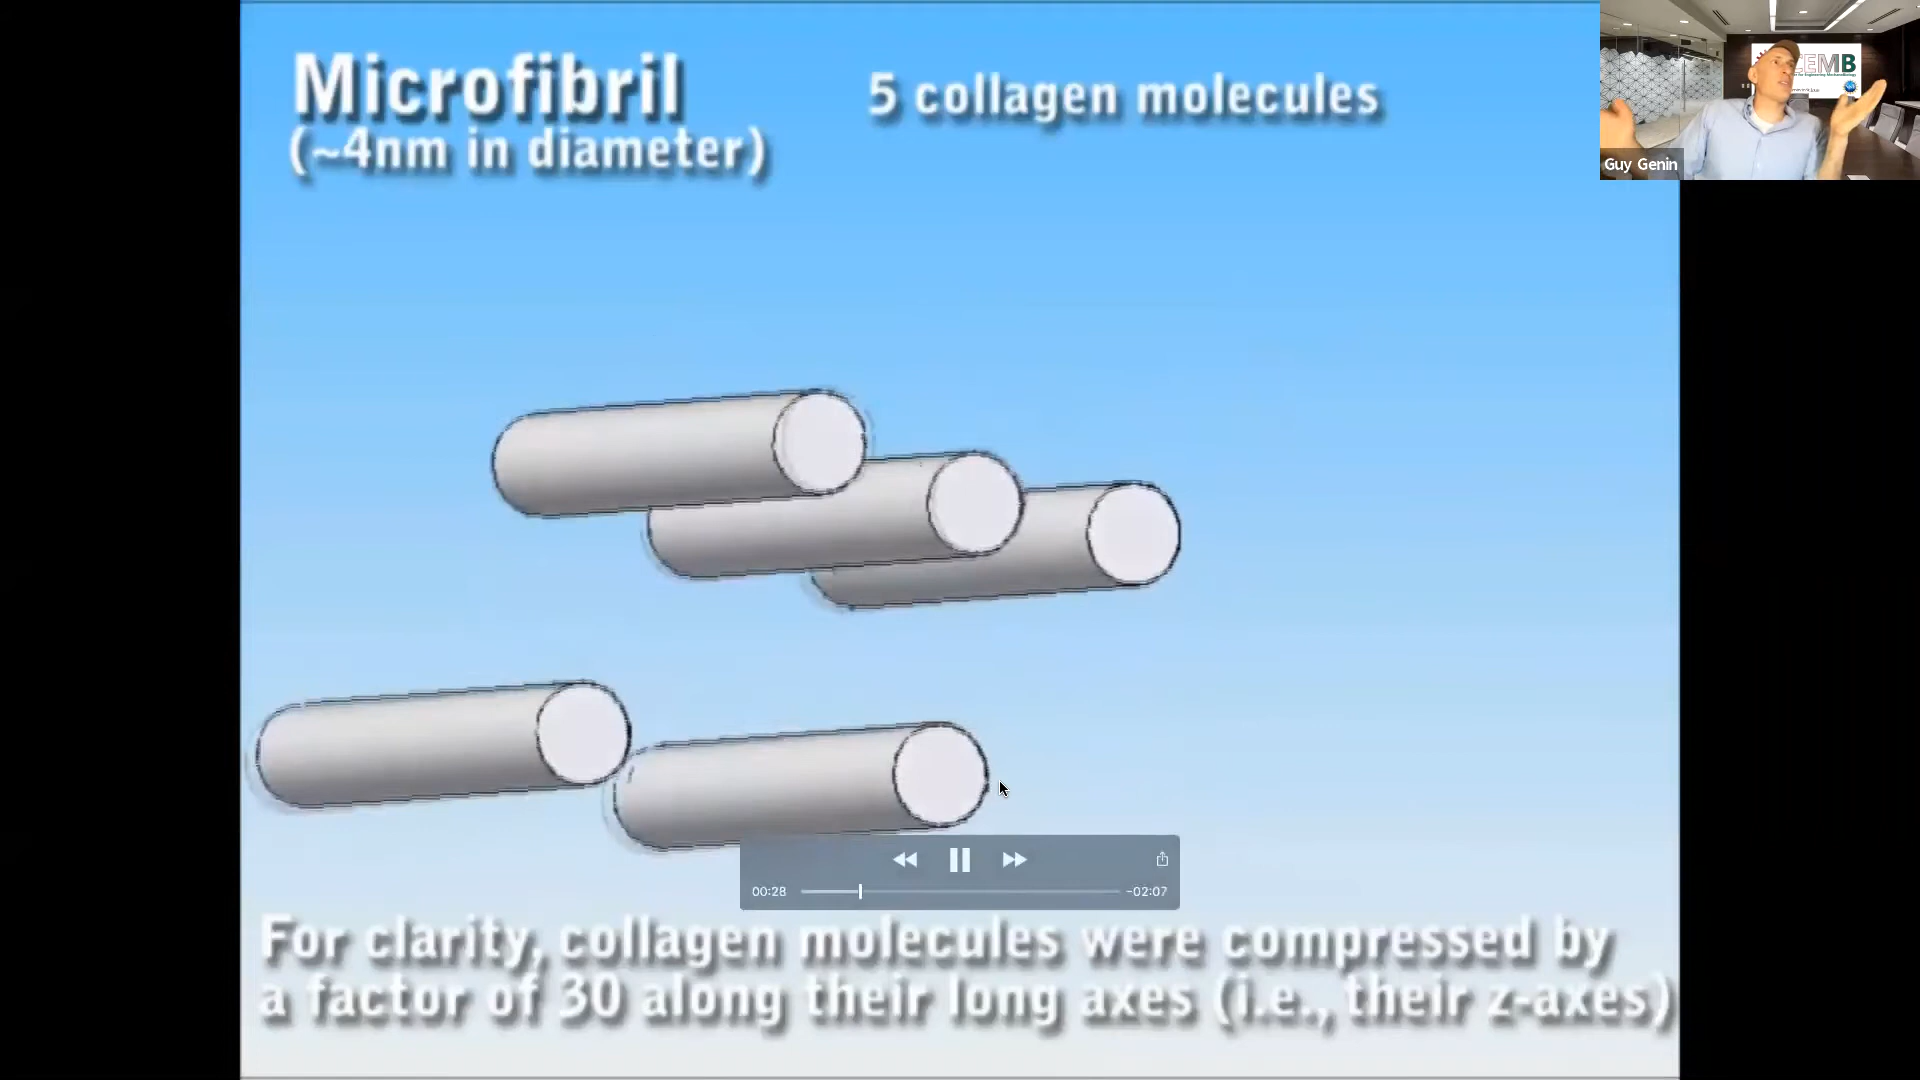 Microfibril
(~4nm in diameter)
5 collagen molecules
CEMB
Guy Genin
00:28
-02:07
For clarity, collagen molecules were compressed by
a factor of 30 along their long axes (i.e., their z-axes)